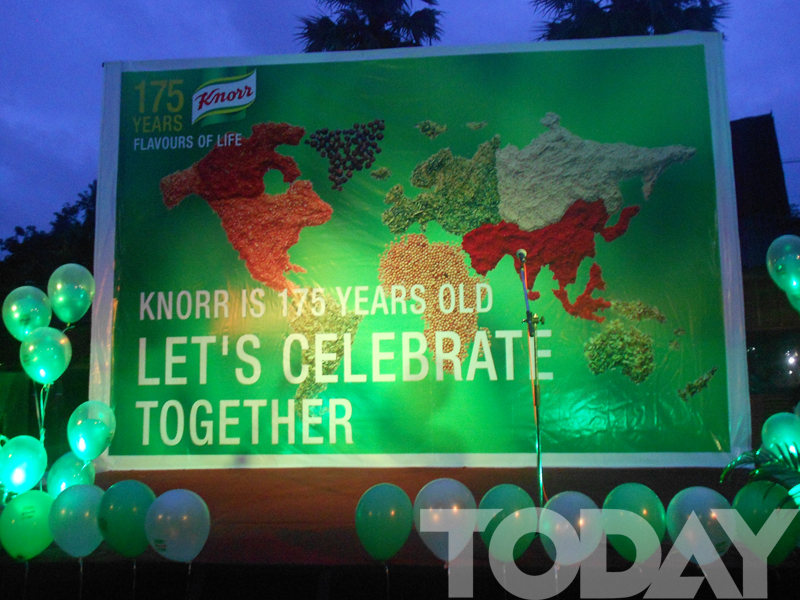 175
YEARS
Knorr
FLAVOURS OF LIFE
KNORR IS 175 YEARS OLD
LET'S CELEBRATE
TOGETHER
TODAY